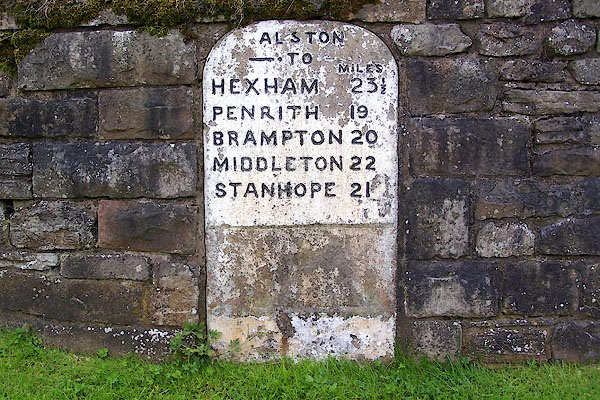 ALSTON
TO
MILES
HEXHAM 23½
PENRITH 19
BRAMPTON 20
MIDDLETON 22
STANHOPE 21